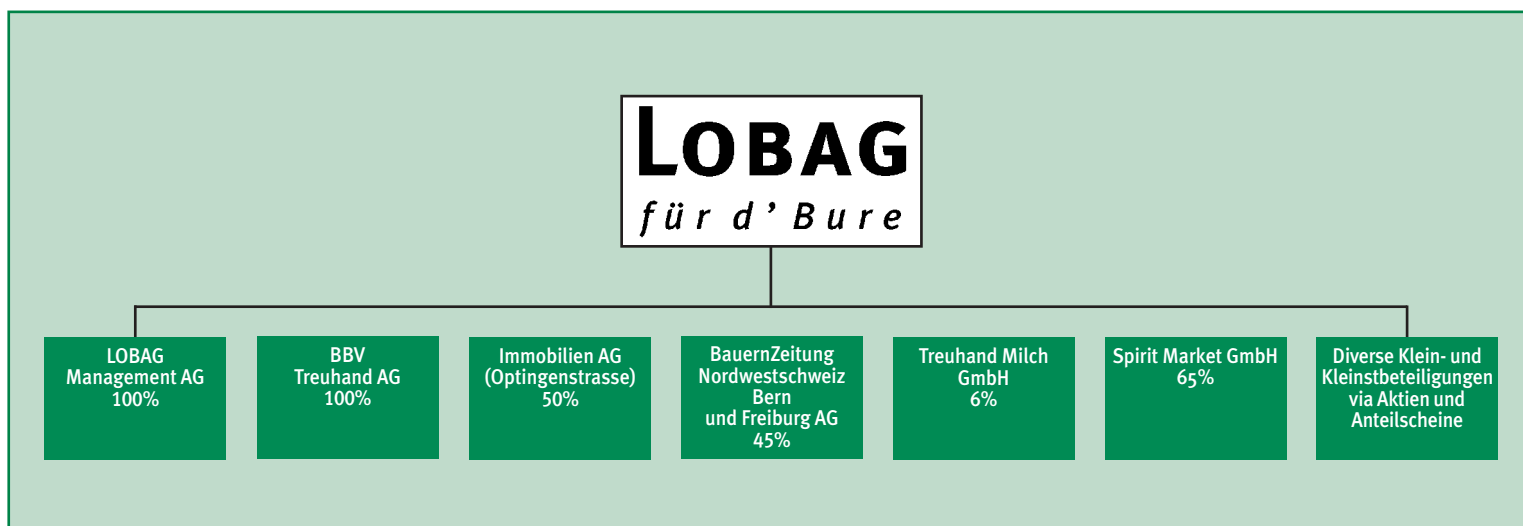 LOBAG
für d’Bure
LOBAG
Management AG
100%
BBV
Treuhand AG
100%
Immobilien AG
(Optingenstrasse)
50%
BauernZeitung
Nordwestschweiz
Bern
und Freiburg AG
45%
Treuhand Milch
GmbH
6%
Spirit Market GmbH
65%
Diverse Klein- und
Kleinstbeteiligungen
via Aktien und
Anteilscheine